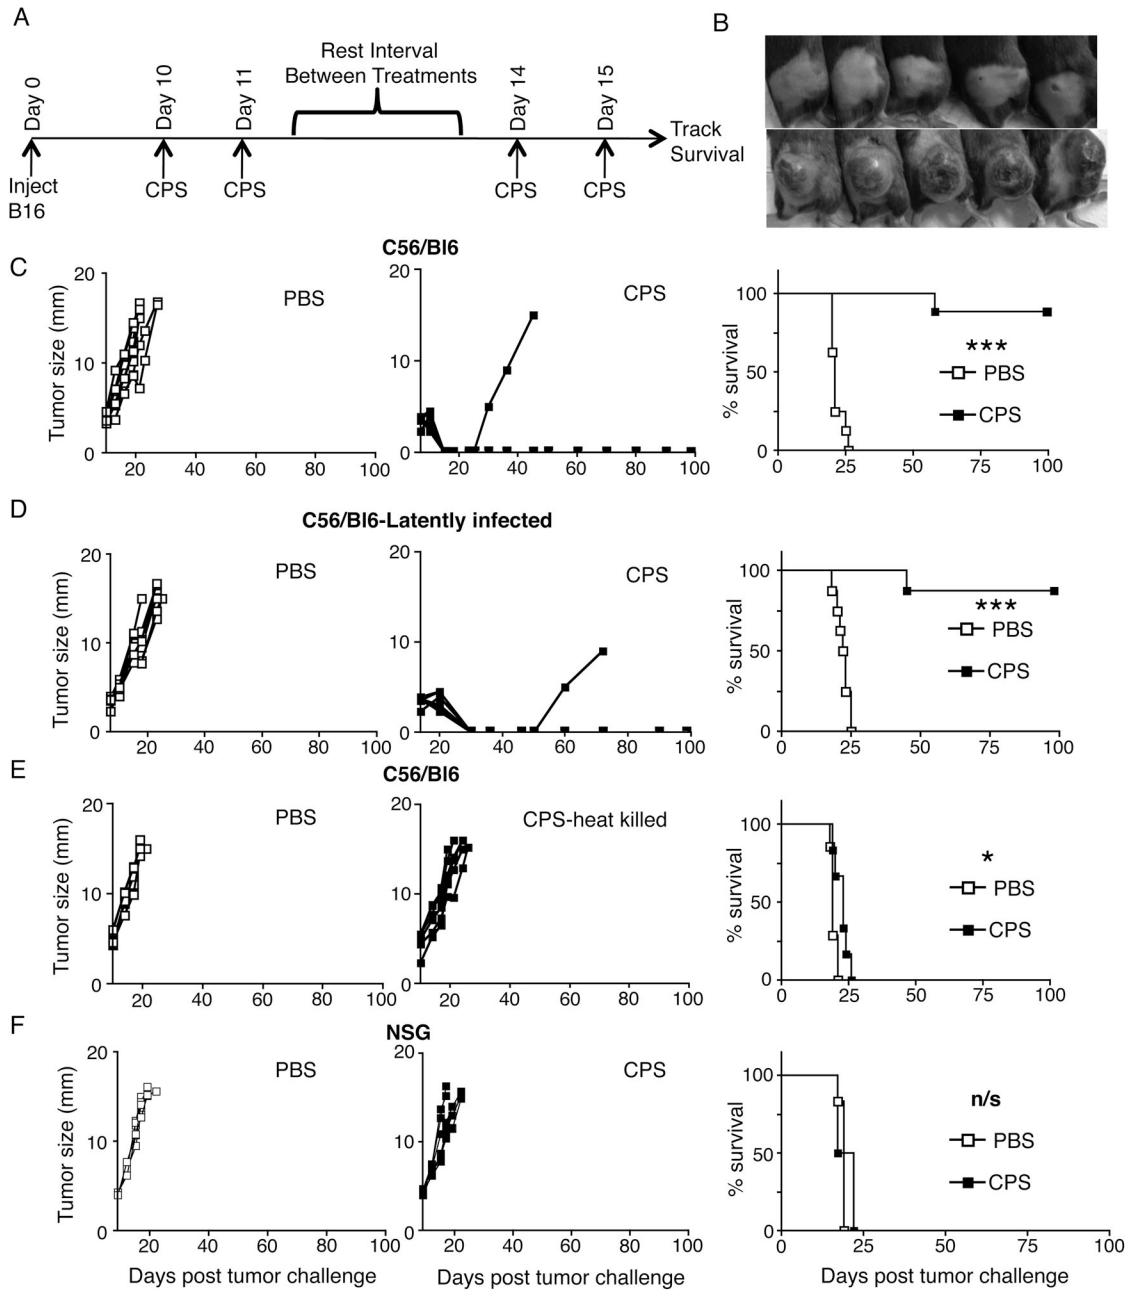 A
B
Day 0
Day 10
Day 11
Rest Interval
Between Treatments
Day 14
Day 15
Track
Survival
Inject
B16
CPS
CPS
CPS
CPS
C
C56/Bl6
Tumor size (mm)
20
10
0
PBS
20 40 60 80 100
20
10
0
CPS
20 40 60 80 100
% survival
100
50
0
***
PBS
CPS
0 25 50 75 100
D
C56/Bl6-Latently infected
Tumor size (mm)
20
10
0
PBS
20 40 60 80 100
20
10
0
CPS
20 40 60 80 100
% survival
100
50
0
***
PBS
CPS
0 25 50 75 100
E
C56/Bl6
Tumor size (mm)
20
10
0
PBS
20 40 60 80 100
20
10
0
CPS-heat killed
20 40 60 80 100
% survival
100
50
0
*
PBS
CPS
0 25 50 75 100
F
NSG
Tumor size (mm)
20
10
0
PBS
20 40 60 80 100
20
10
0
CPS
20 40 60 80 100
% survival
100
50
0
n/s
PBS
CPS
0 25 50 75 100
Days post tumor challenge
Days post tumor challenge
Days post tumor challenge